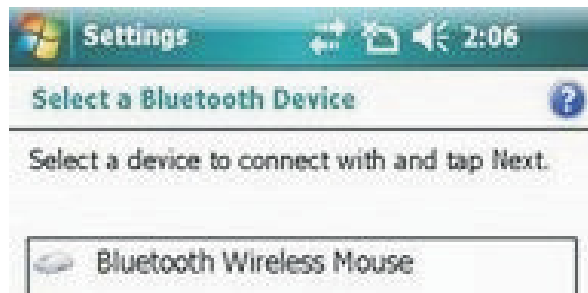 Settings 2:06
Select a Bluetooth Device
Select a device to connect with and tap Next.
Bluetooth Wireless Mouse